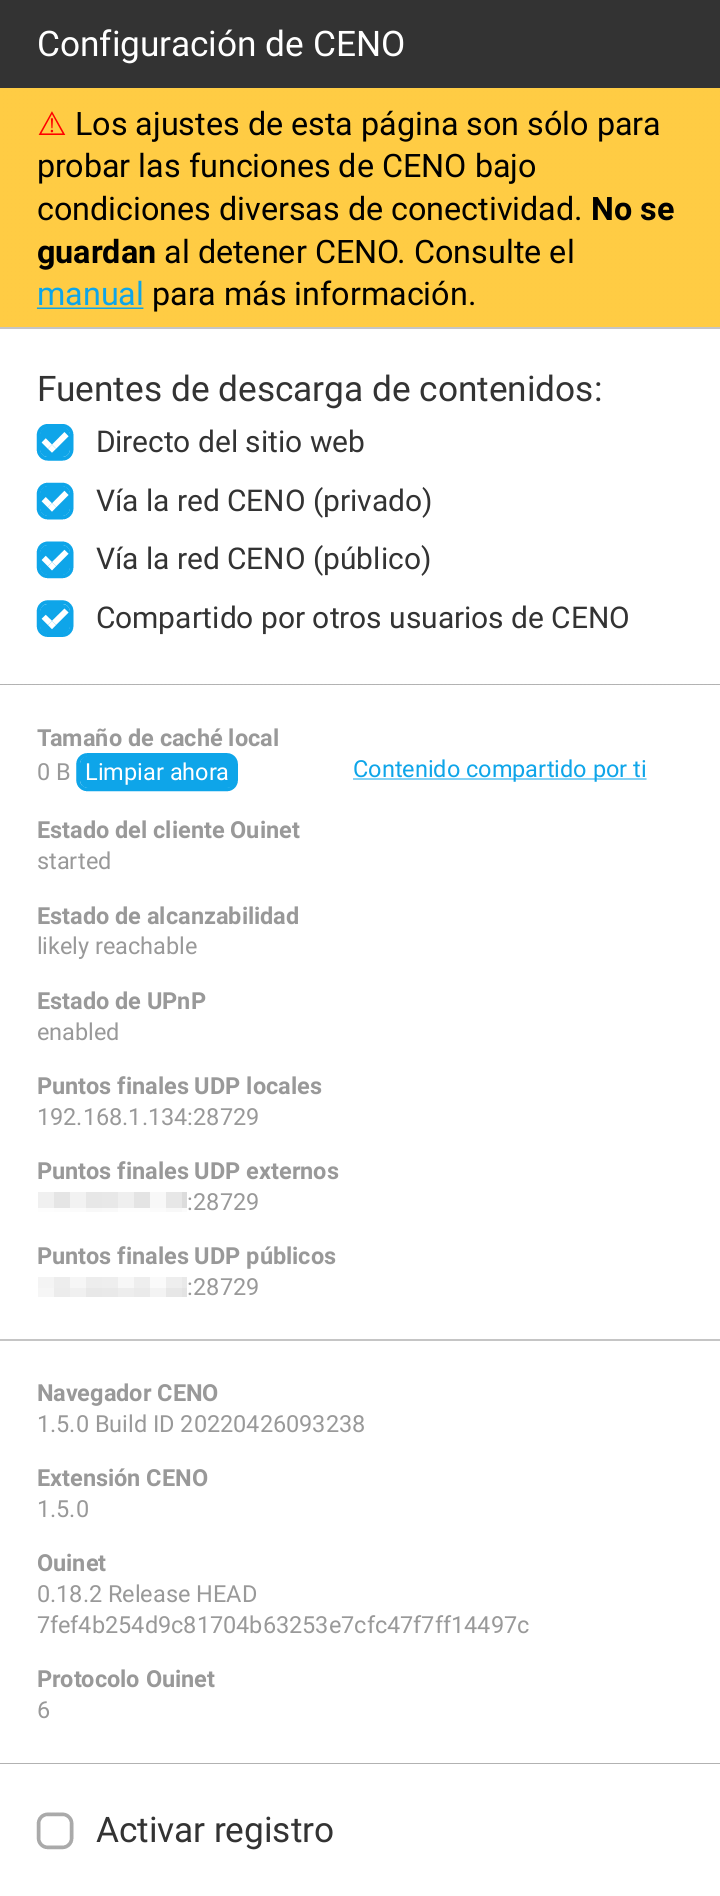 Configuración de CENO
⚠ Los ajustes de esta página son sólo para
probar las funciones de CENO bajo
condiciones diversas de conectividad. No se
guardan al detener CENO. Consulte el
manual para más información.
Fuentes de descarga de contenidos:
Directo del sitio web
Vía la red CENO (privado)
Vía la red CENO (público)
Compartido por otros usuarios de CENO
Tamaño de caché local
0 B Limpiar ahora
Contenido compartido por ti
Estado del cliente Ouinet
started
Estado de alcanzabilidad
likely reachable
Estado de UPnP
enabled
Puntos finales UDP locales
192.168.1.134:28729
Puntos finales UDP externos
:28729
Puntos finales UDP públicos
:28729
Navegador CENO
1.5.0 Build ID 20220426093238
Extensión CENO
1.5.0
Ouinet
0.18.2 Release HEAD
7fef4b254d9c81704b63253e7cfc47f7ff14497c
Protocolo Ouinet
6
Activar registro